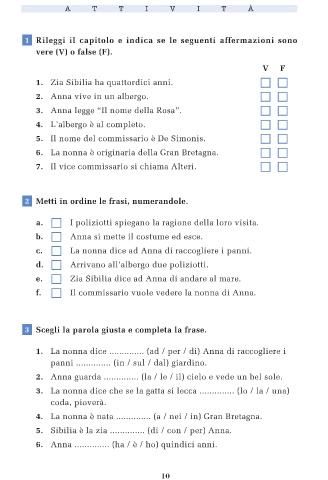 A T T I V I T À
1 Rileggi il capitolo e indica se le seguenti affermazioni sono
vere (V) o false (F).
V F
1. Zia Sibilia ha quattordici anni.
2. Anna vive in un albergo.
3. Anna legge “Il nome della Rosa”.
4. L’albergo è al completo.
5. Il nome del commissario è De Simonis.
6. La nonna è originaria della Gran Bretagna.
7. Il vice commissario si chiama Alteri.
2 Metti in ordine le frasi, numerandole.
a. I poliziotti spiegano la ragione della loro visita.
b. Anna si mette il costume ed esce.
c. La nonna dice ad Anna di raccogliere i panni.
d. Arrivano all’albergo due poliziotti.
e. Zia Sibilia dice ad Anna di andare al mare.
f. Il commissario vuole vedere la nonna di Anna.
3 Scegli la parola giusta e completa la frase.
1. La nonna dice .............. (ad / per / di) Anna di raccogliere i
panni .............. (in / sul / dal) giardino.
2. Anna guarda .............. (la / le / il) cielo e vede un bel sole.
3. La nonna dice che se la gatta si lecca .............. (lo / la / una)
coda, pioverà.
4. La nonna è nata .............. (a / nei / in) Gran Bretagna.
5. Sibilia è la zia .............. (di / con / per) Anna.
6. Anna .............. (ha / è / ho) quindici anni.
10